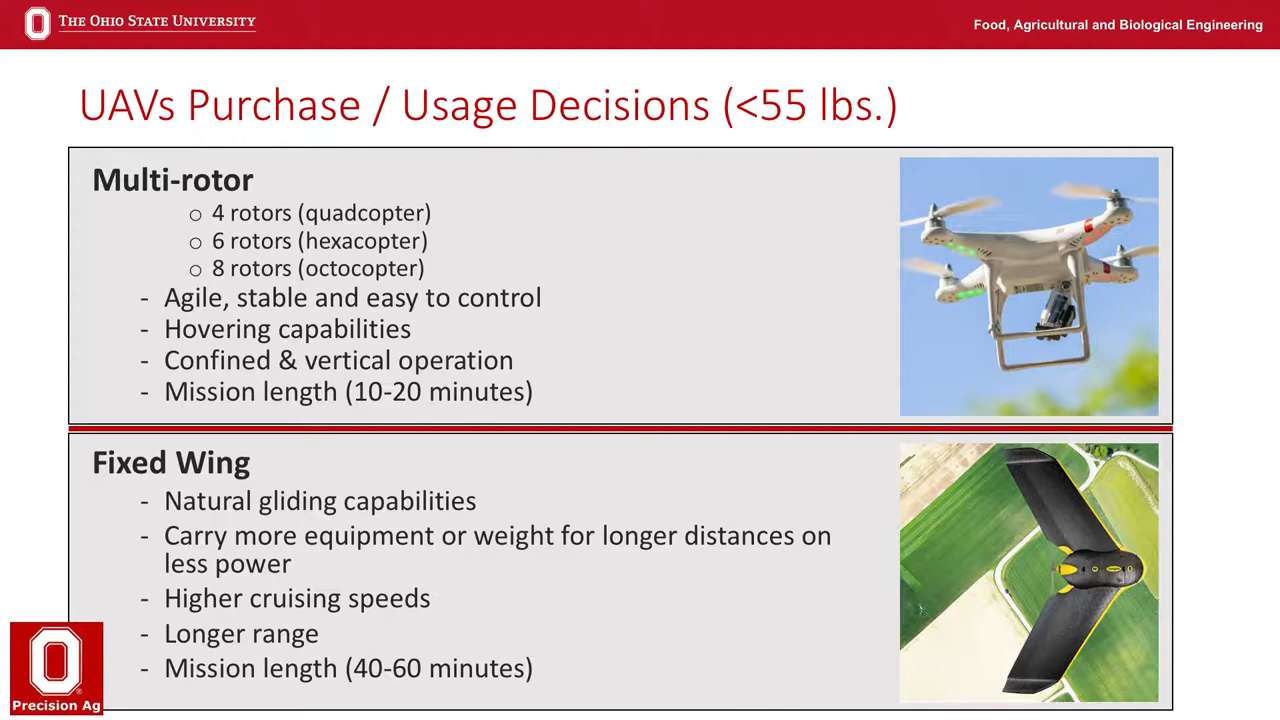 THE OHIO STATE UNIVERSITY
Food, Agricultural and Biological Engineering
UAVs Purchase / Usage Decisions (<55 lbs.)
Multi-rotor
o 4 rotors (quadcopter)
o 6 rotors (hexacopter)
o 8 rotors (octocopter)
- Agile, stable and easy to control
- Hovering capabilities
- Confined & vertical operation
- Mission length (10-20 minutes)
Fixed Wing
- Natural gliding capabilities
- Carry more equipment or weight for longer distances on
less power
- Higher cruising speeds
- Longer range
- Mission length (40-60 minutes)
Precision Ag